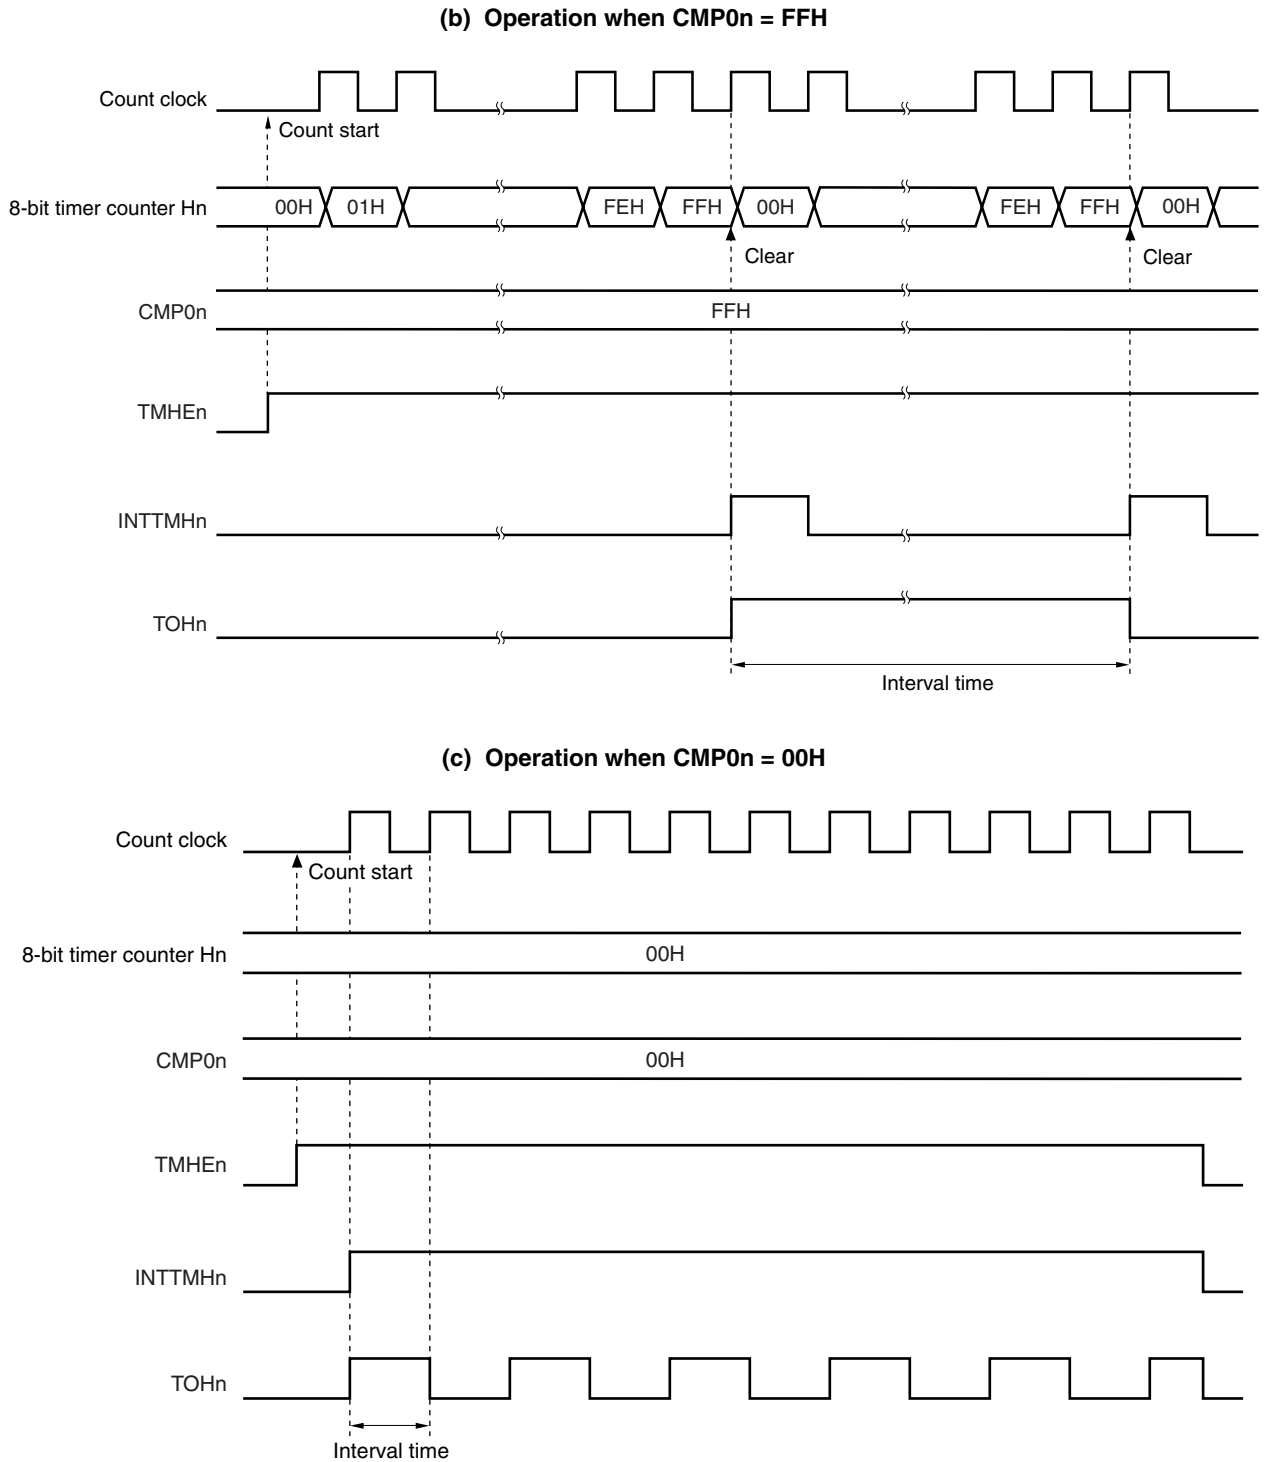 (b) Operation when CMP0n = FFH
Count clock
Count start
8-bit timer counter Hn
00H 01H FEH FFH 00H FEH FFH 00H
Clear Clear
CMP0n
FFH
TMHEn
INTTMHn
TOHn
Interval time
(c) Operation when CMP0n = 00H
Count clock
Count start
8-bit timer counter Hn
00H
CMP0n
00H
TMHEn
INTTMHn
TOHn
Interval time